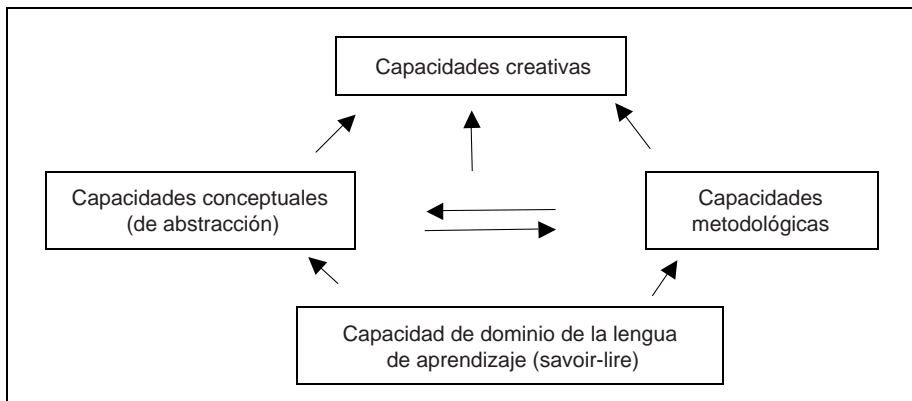 Capacidades creativas
Capacidades conceptuales
(de abstracción)
Capacidades
metodológicas
Capacidad de dominio de la lengua
de aprendizaje (savoir-lire)